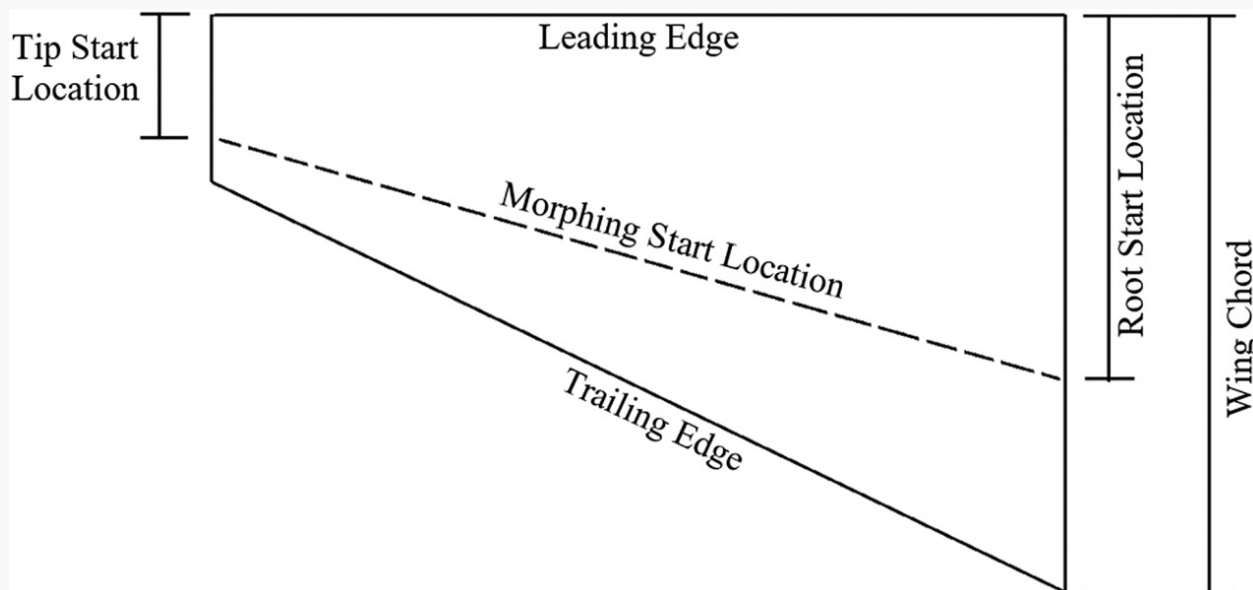 Tip Start
Location
Leading Edge
Morphing Start Location
Trailing Edge
Root Start Location
Wing Chord